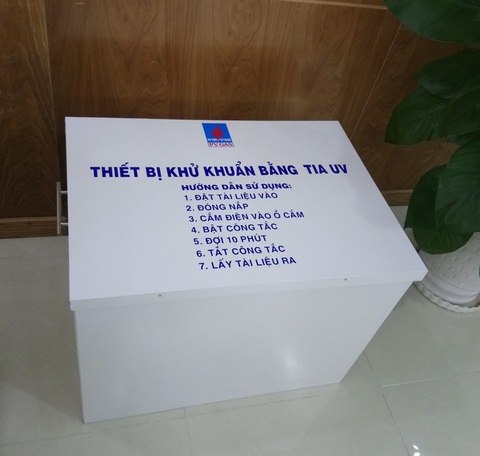 PV GAS
THIẾT BỊ KHỬ KHUẨN BẰNG TIA UV
HƯỚNG DẪN SỬ DỤNG:
1. ĐẶT TÀI LIỆU VÀO
2. ĐÓNG NẮP
3. CẮM ĐIỆN VÀO Ổ CẮM
4. BẬT CÔNG TẮC
5. ĐỢI 10 PHÚT
6. TẮT CÔNG TẮC
7. LẤY TÀI LIỆU RA